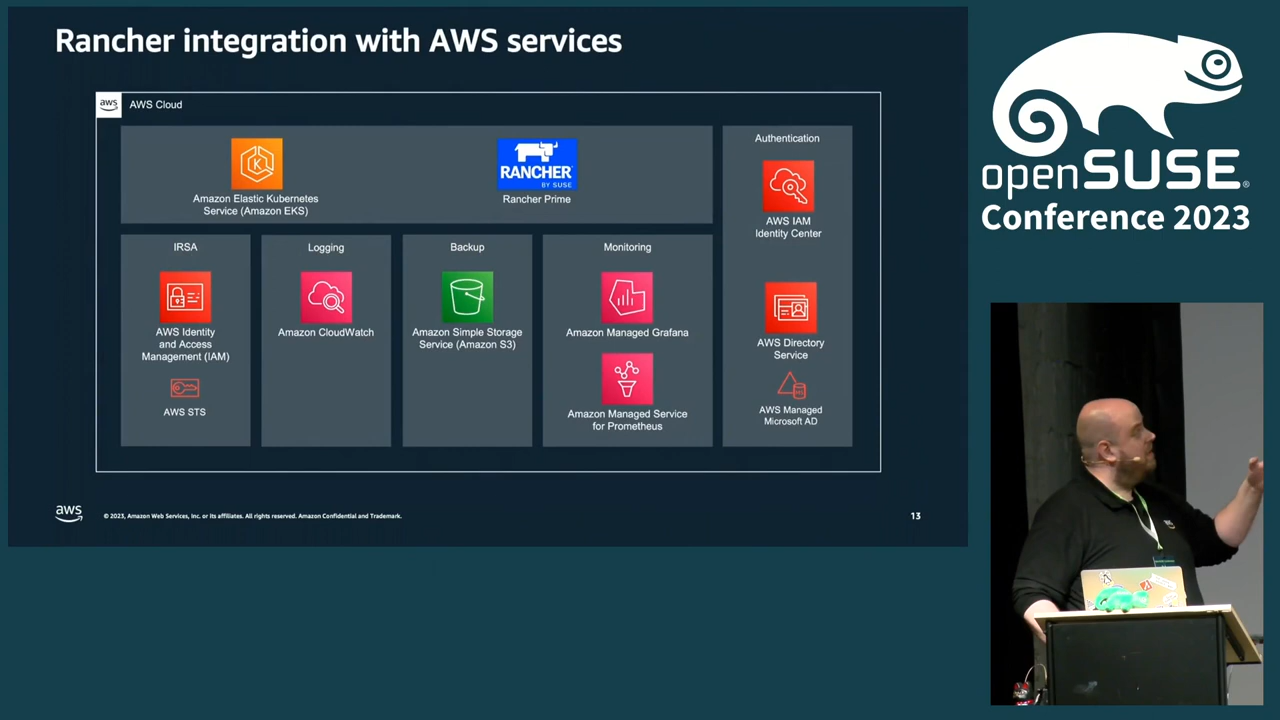 Rancher integration with AWS services
aws
AWS Cloud
Amazon Elastic Kubernetes
Service (Amazon EKS)
RANCHER
BY SUSE
Rancher Prime
IRSA
AWS Identity
and Access
Management (IAM)
AWS STS
Logging
Amazon CloudWatch
Backup
Amazon Simple Storage
Service (Amazon S3)
Monitoring
Amazon Managed Grafana
Amazon Managed Service
for Prometheus
Authentication
AWS IAM
Identity Center
AWS Directory
Service
AWS Managed
Microsoft AD
aws
© 2023, Amazon Web Services, Inc. or its affiliates. All rights reserved. Amazon Confidential and Trademark.
13
openSUSE®
Conference 2023